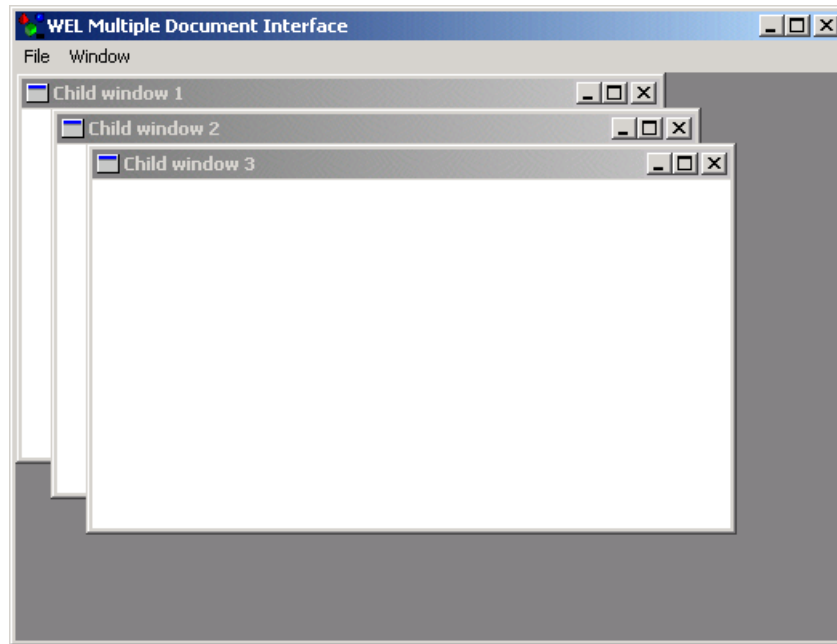 WEL Multiple Document Interface
File Window
Child window 1
Child window 2
Child window 3